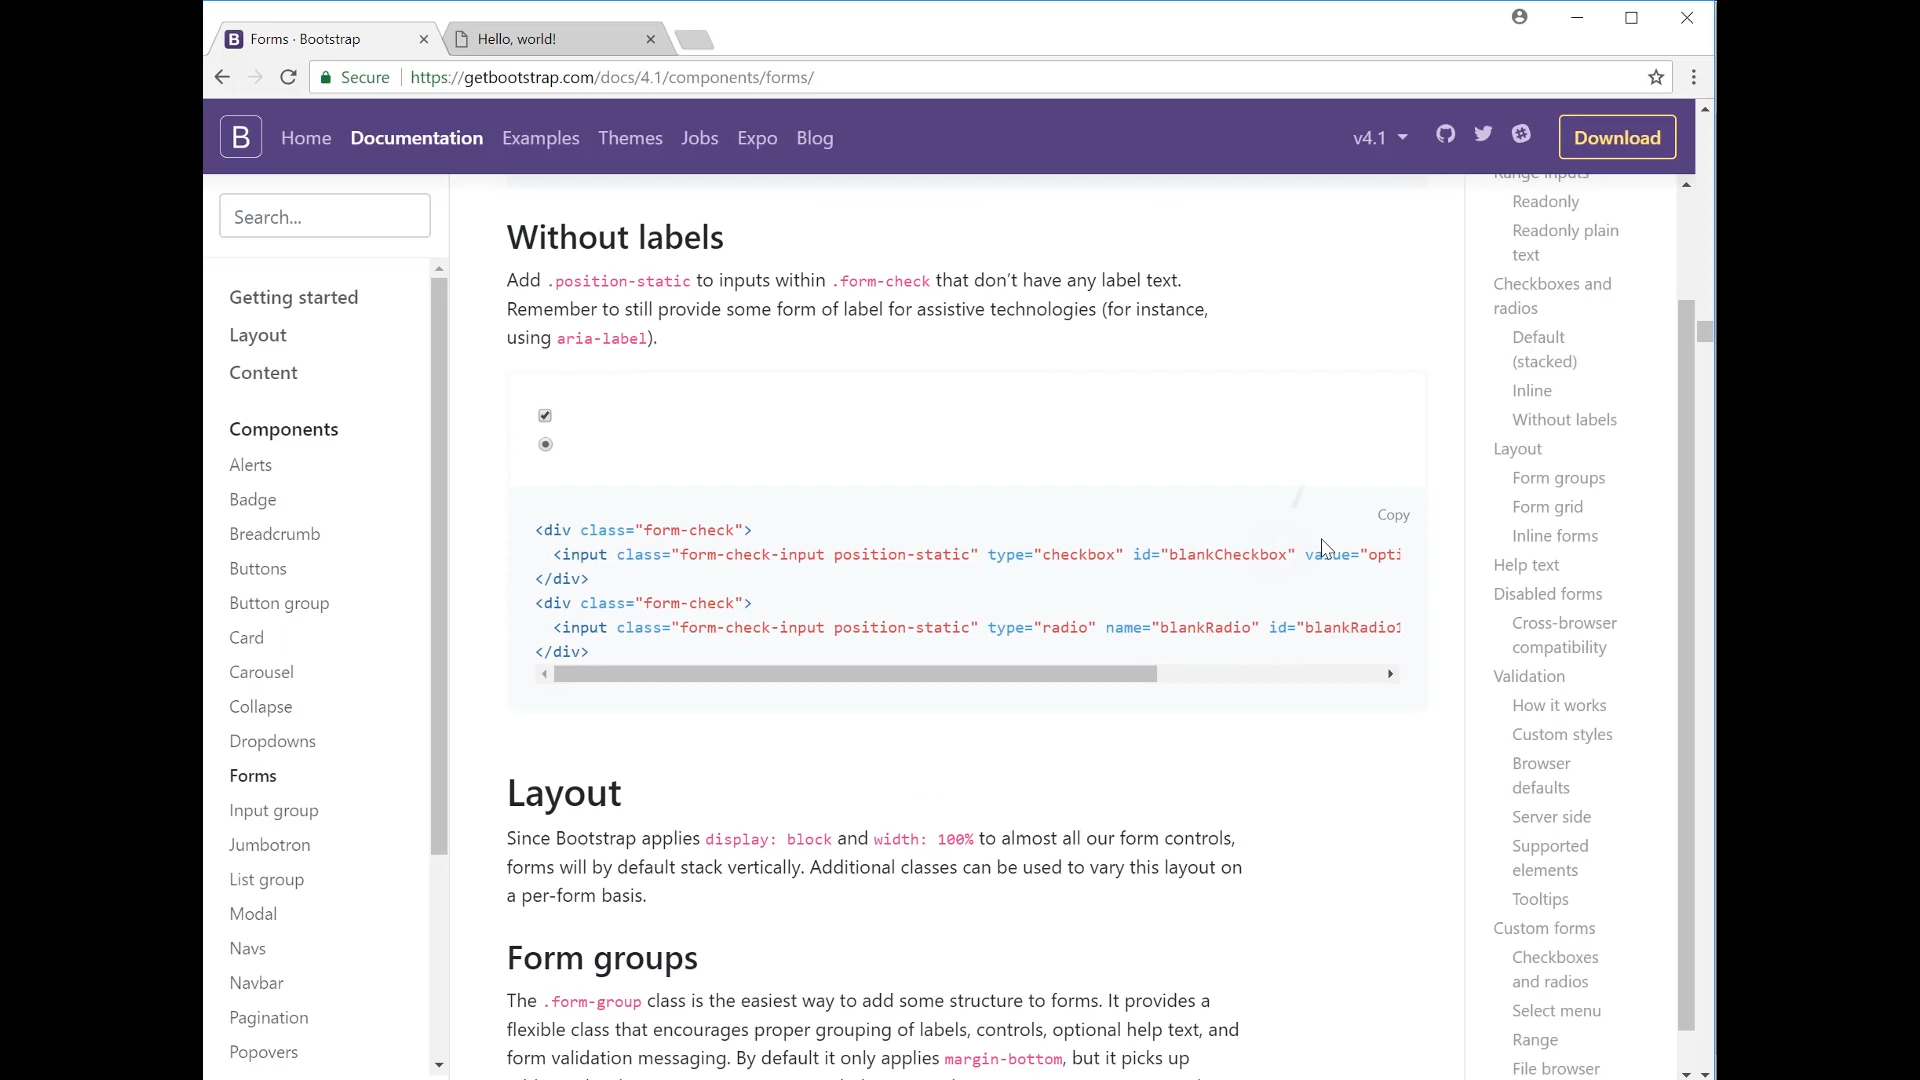 Forms · Bootstrap
Hello, world!
Secure
https://getbootstrap.com/docs/4.1/components/forms/
B
Home
Documentation
Examples
Themes
Jobs
Expo
Blog
v4.1
Download
Search...
Getting started
Layout
Content
Components
Alerts
Badge
Breadcrumb
Buttons
Button group
Card
Carousel
Collapse
Dropdowns
Forms
Input group
Jumbotron
List group
Modal
Navs
Navbar
Pagination
Popovers
Without labels
Add .position-static to inputs within .form-check that don’t have any label text.
Remember to still provide some form of label for assistive technologies (for instance,
using aria-label).
Copy
<div class="form-check">
  <input class="form-check-input position-static" type="checkbox" id="blankCheckbox" value="opti
</div>
<div class="form-check">
  <input class="form-check-input position-static" type="radio" name="blankRadio" id="blankRadio1
</div>
Layout
Since Bootstrap applies display: block and width: 100% to almost all our form controls,
forms will by default stack vertically. Additional classes can be used to vary this layout on
a per-form basis.
Form groups
The .form-group class is the easiest way to add some structure to forms. It provides a
flexible class that encourages proper grouping of labels, controls, optional help text, and
form validation messaging. By default it only applies margin-bottom, but it picks up
Range Inputs
Readonly
Readonly plain
text
Checkboxes and
radios
Default
(stacked)
Inline
Without labels
Layout
Form groups
Form grid
Inline forms
Help text
Disabled forms
Cross-browser
compatibility
Validation
How it works
Custom styles
Browser
defaults
Server side
Supported
elements
Tooltips
Custom forms
Checkboxes
and radios
Select menu
Range
File browser